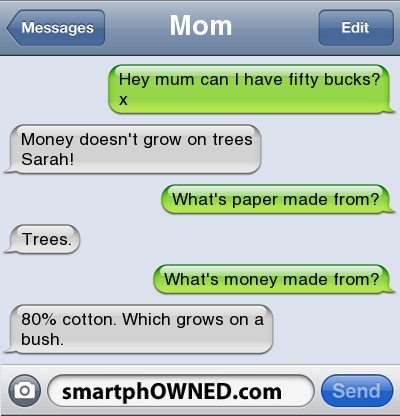 Messages
Mom
Edit
Hey mum can I have fifty bucks?
x
Money doesn't grow on trees
Sarah!
What's paper made from?
Trees.
What's money made from?
80% cotton. Which grows on a
bush.
smartphOWNED.com
Send